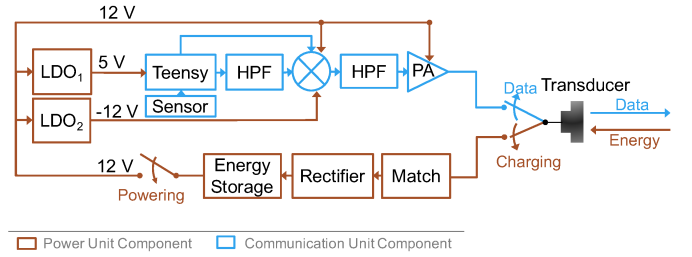 12 V
LDO1
5 V
Teensy
HPF
HPF
PA
Sensor
LDO2
-12 V
Data
Transducer
Data
Energy
Charging
12 V
Powering
Energy
Storage
Rectifier
Match
Power Unit Component
Communication Unit Component